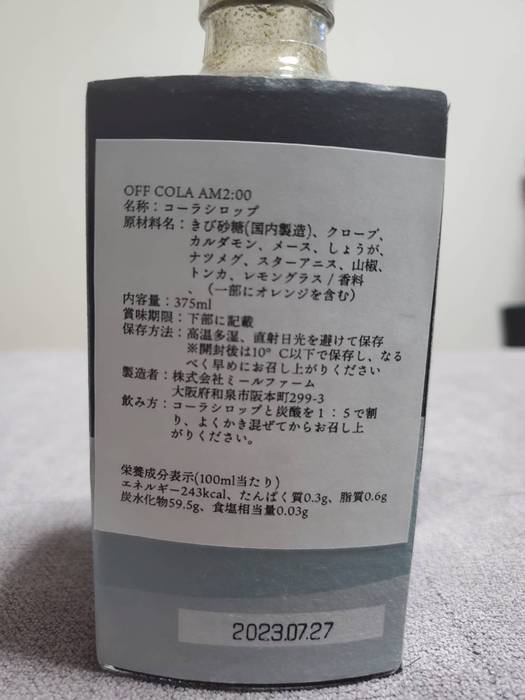 OFF COLA AM2:00
名称：コーラシロップ
原材料名：きび砂糖(国内製造)、クローブ、
カルダモン、メース、しょうが、
ナツメグ、スターアニス、山椒、
トンカ、レモングラス / 香料
、（一部にオレンジを含む）
内容量：375ml
賞味期限：下部に記載
保存方法：高温多湿、直射日光を避けて保存
※開封後は10°C以下で保存し、なる
べく早めにお召し上がりください
製造者：株式会社ミールファーム
大阪府和泉市阪本町299-3
飲み方：コーラシロップと炭酸を1：5で割
り、よくかき混ぜてからお召し上
がりください。
栄養成分表示(100ml当たり)
エネルギー243kcal、たんぱく質0.3g、脂質0.6g
炭水化物59.5g、食塩相当量0.03g
2023.07.27